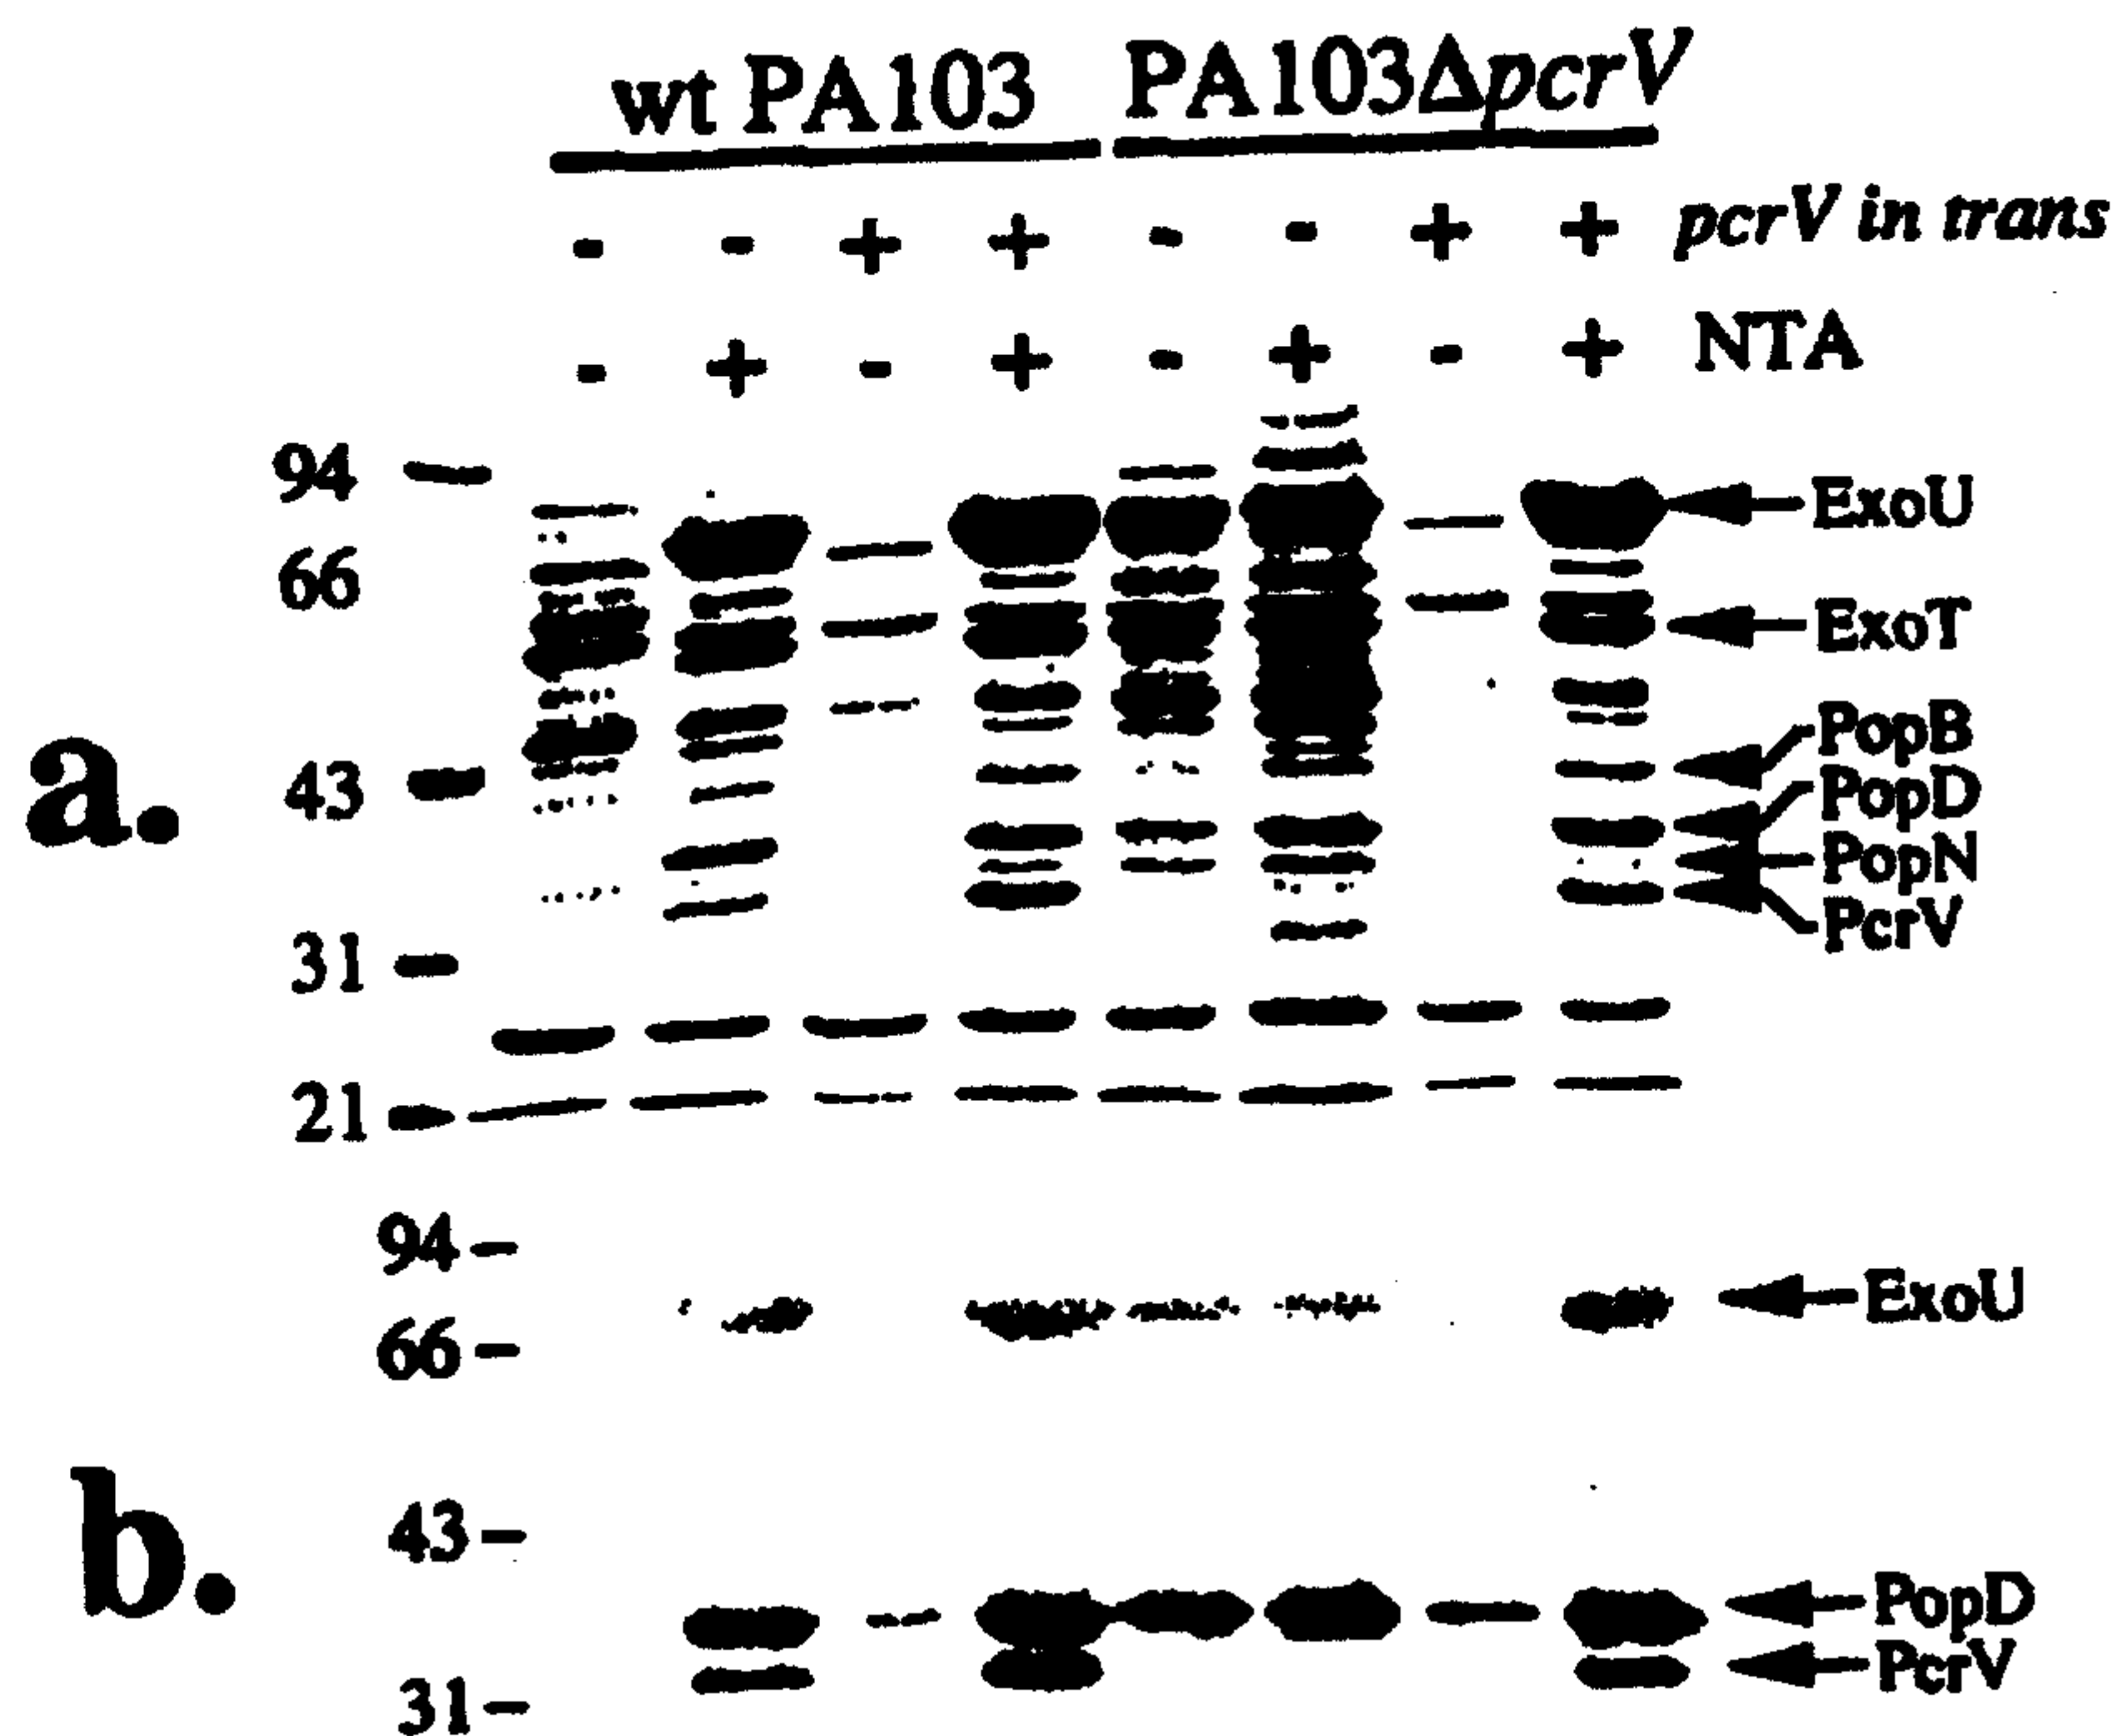 wt PA103 PA103ΔpcrV
- - + + - - + + pcrV in trans
- + - + - + - + NTA
94
ExoU
66
ExoT
a.
PopB
43
PopD
PopN
PcrV
31
21
94
ExoU
66
b.
43
PopD
PcrV
31